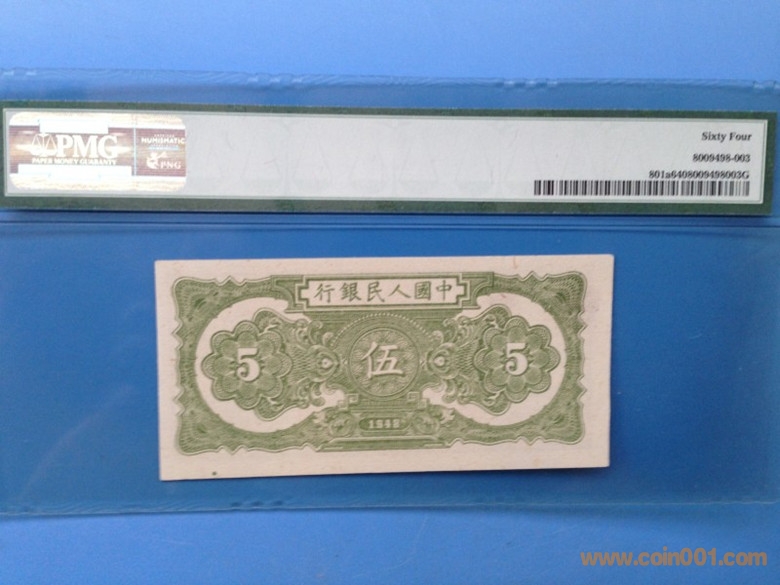 PMG
PAPER MONEY GUARANTY
NUMISMATIC
PNG
Sixty Four
8009498-003
801a6408009498003G
行銀民人國中
5
伍
5
1948
www.coin001.com